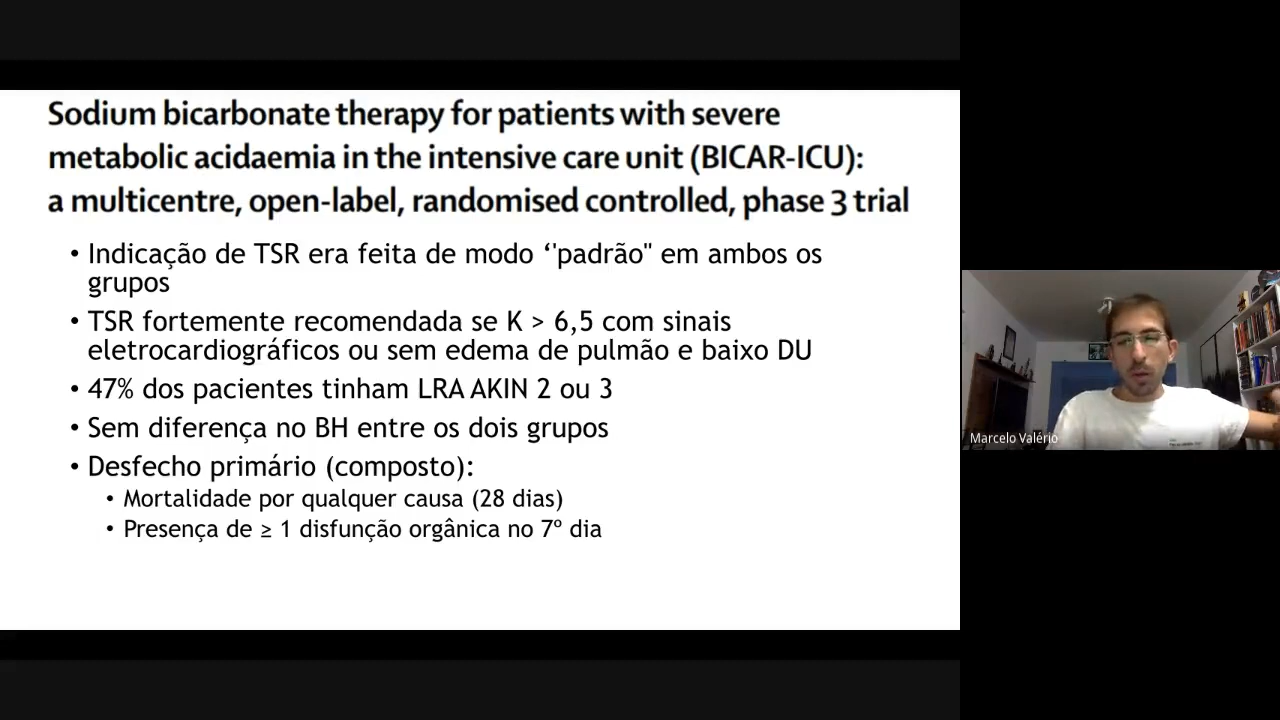 Sodium bicarbonate therapy for patients with severe
metabolic acidaemia in the intensive care unit (BICAR-ICU):
a multicentre, open-label, randomised controlled, phase 3 trial
• Indicação de TSR era feita de modo ‘'padrão" em ambos os
grupos
• TSR fortemente recomendada se K > 6,5 com sinais
eletrocardiográficos ou sem edema de pulmão e baixo DU
• 47% dos pacientes tinham LRA AKIN 2 ou 3
• Sem diferença no BH entre os dois grupos
• Desfecho primário (composto):
• Mortalidade por qualquer causa (28 dias)
• Presença de ≥ 1 disfunção orgânica no 7º dia
Marcelo Valério